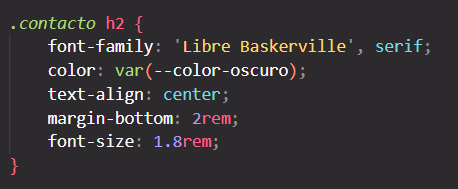 .contacto h2 {
    font-family: 'Libre Baskerville', serif;
    color: var(--color-oscuro);
    text-align: center;
    margin-bottom: 2rem;
    font-size: 1.8rem;
}